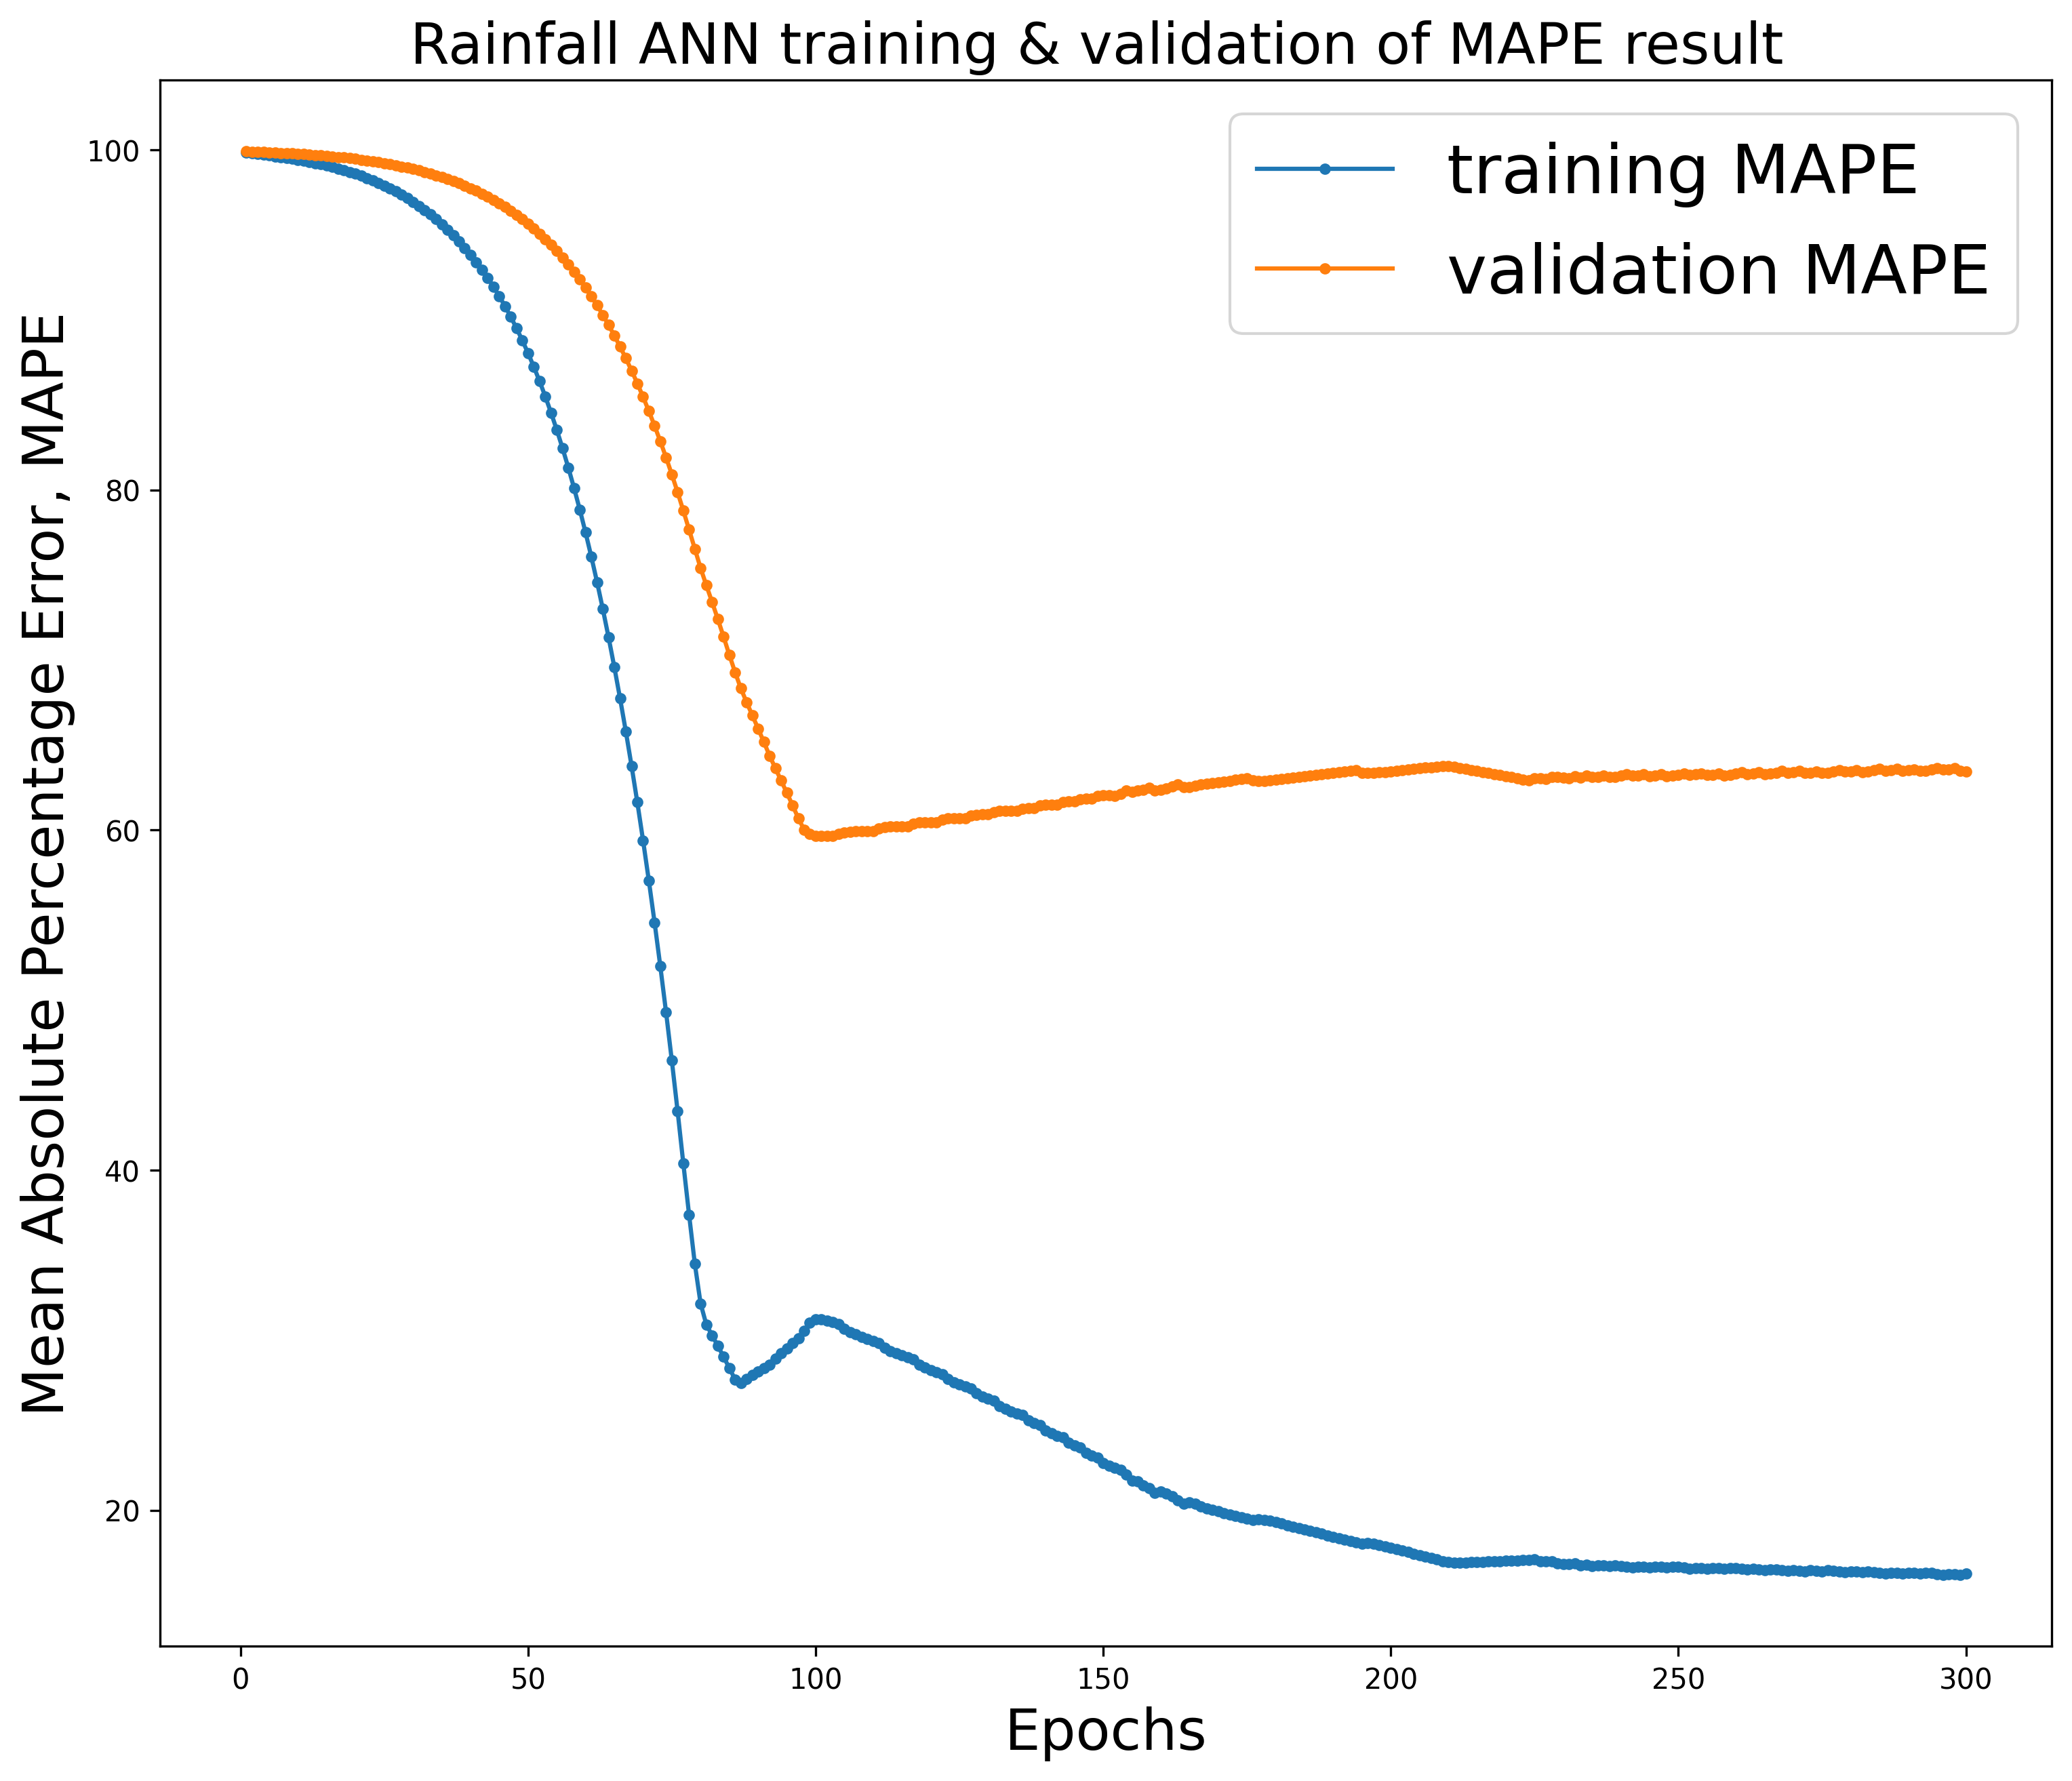 Rainfall ANN training & validation of MAPE result
training MAPE
validation MAPE
Mean Absolute Percentage Error, MAPE
100
80
60
40
20
0
50
100
150
200
250
300
Epochs